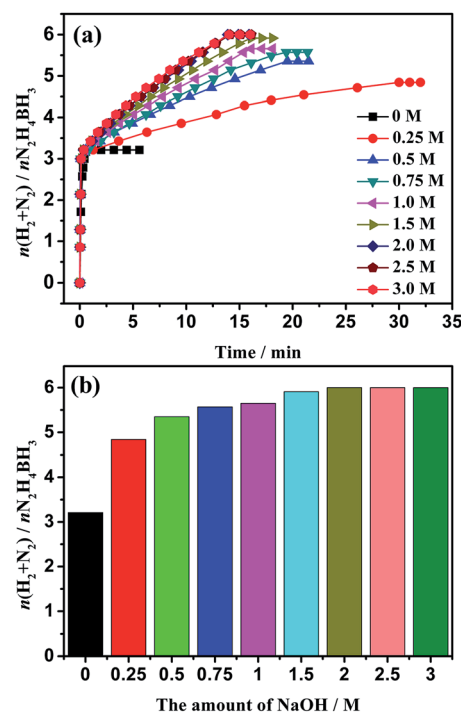 (a)
n(H₂+N₂) / nN₂H₄BH₃
6
5
4
3
2
1
0
0 M
0.25 M
0.5 M
0.75 M
1.0 M
1.5 M
2.0 M
2.5 M
3.0 M
0 5 10 15 20 25 30 35
Time / min
(b)
n(H₂+N₂) / nN₂H₄BH₃
6
5
4
3
2
1
0
0 0.25 0.5 0.75 1 1.5 2 2.5 3
The amount of NaOH / M